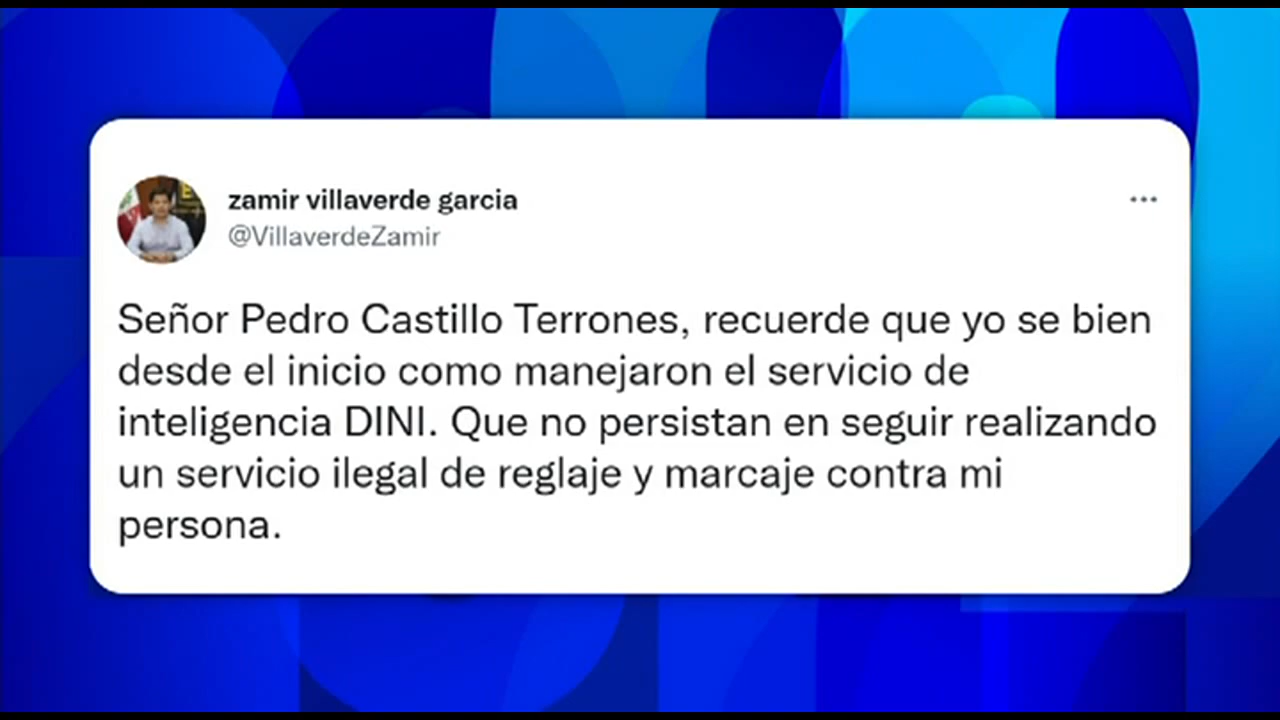 zamir villaverde garcia
@VillaverdeZamir
Señor Pedro Castillo Terrones, recuerde que yo se bien
desde el inicio como manejaron el servicio de
inteligencia DINI. Que no persistan en seguir realizando
un servicio ilegal de reglaje y marcaje contra mi
persona.